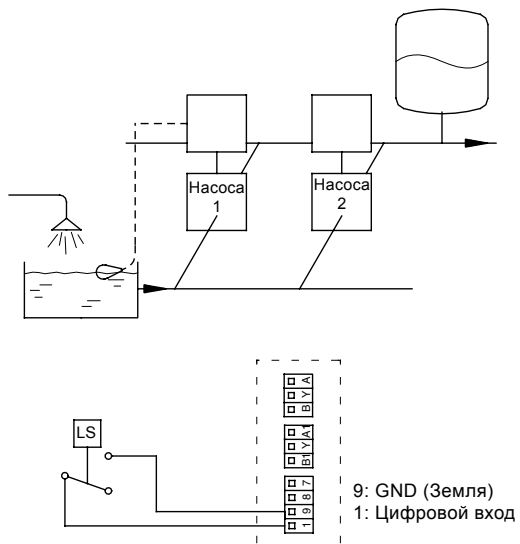 Насоса
1
Насоса
2
LS
A
Y
B
A1
Y
B1
7
8
9
1
9: GND (Земля)
1: Цифровой вход